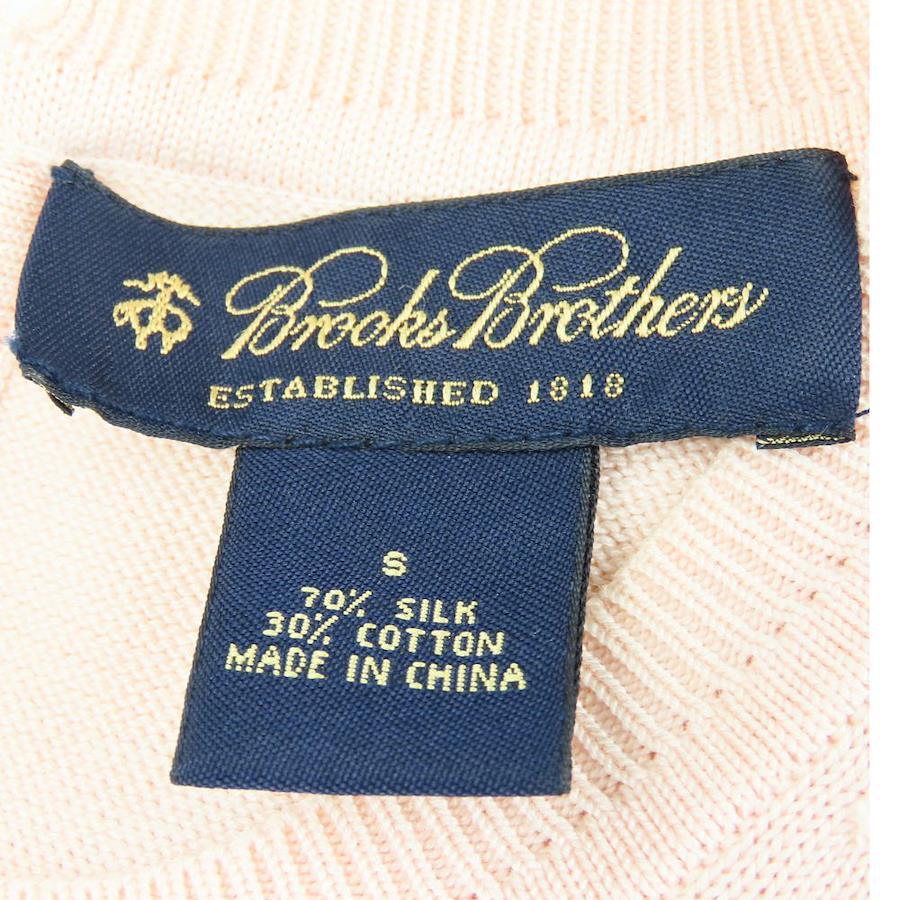 Brooks Brothers
ESTABLISHED 1818
S
70% SILK
30% COTTON
MADE IN CHINA